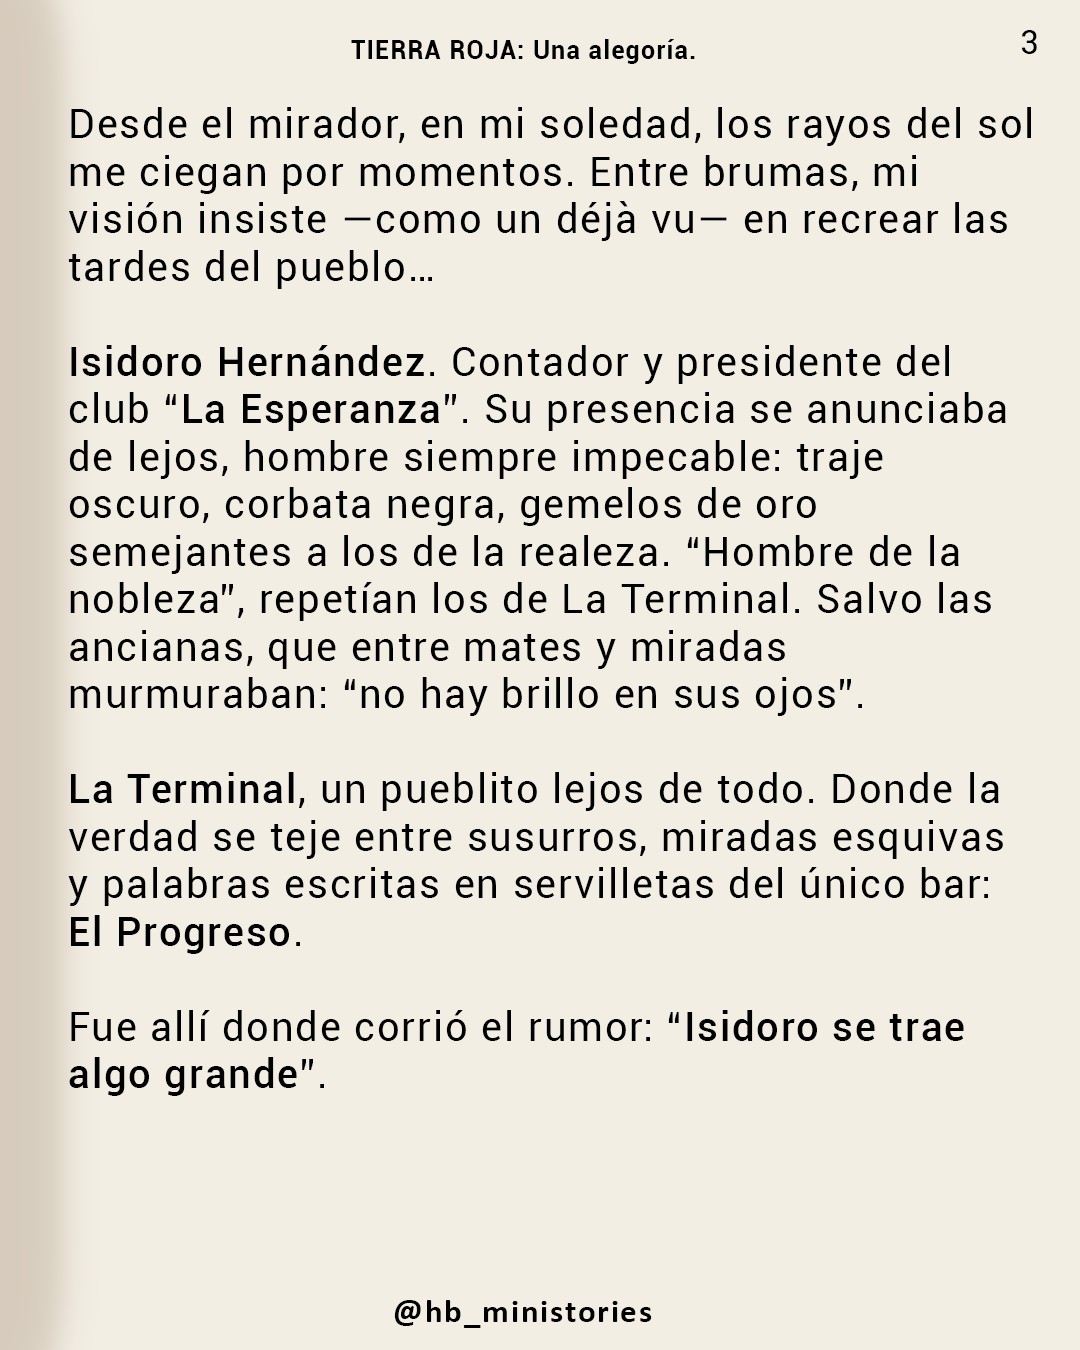 TIERRA ROJA: Una alegoría.
3
Desde el mirador, en mi soledad, los rayos del sol
me ciegan por momentos. Entre brumas, mi
visión insiste —como un déjà vu— en recrear las
tardes del pueblo…
Isidoro Hernández. Contador y presidente del
club “La Esperanza”. Su presencia se anunciaba
de lejos, hombre siempre impecable: traje
oscuro, corbata negra, gemelos de oro
semejantes a los de la realeza. “Hombre de la
nobleza”, repetían los de La Terminal. Salvo las
ancianas, que entre mates y miradas
murmuraban: “no hay brillo en sus ojos”.
La Terminal, un pueblito lejos de todo. Donde la
verdad se teje entre susurros, miradas esquivas
y palabras escritas en servilletas del único bar:
El Progreso.
Fue allí donde corrió el rumor: “Isidoro se trae
algo grande”.
@hb_ministories